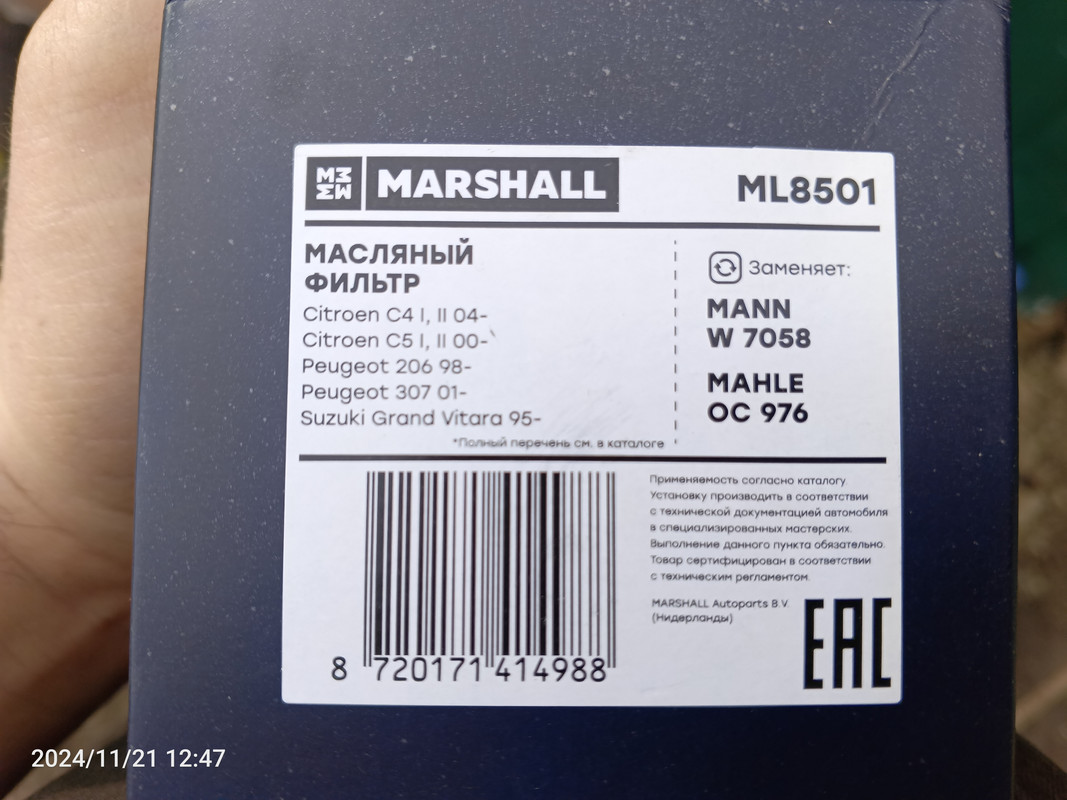 MARSHALL
ML8501
МАСЛЯНЫЙ
ФИЛЬТР
Citroen C4 I, II 04-
Citroen C5 I, II 00-
Peugeot 206 98-
Peugeot 307 01-
Suzuki Grand Vitara 95-
*Полный перечень см. в каталоге
Заменяет:
MANN
W 7058
MAHLE
OC 976
8 720171 414988
Применяемость согласно каталогу.
Установку производить в соответствии
с технической документацией автомобиля
в специализированных мастерских.
Выполнение данного пункта обязательно.
Товар сертифицирован в соответствии
с техническим регламентом.
MARSHALL Autoparts B.V.
(Нидерланды)
EAC
2024/11/21 12:47